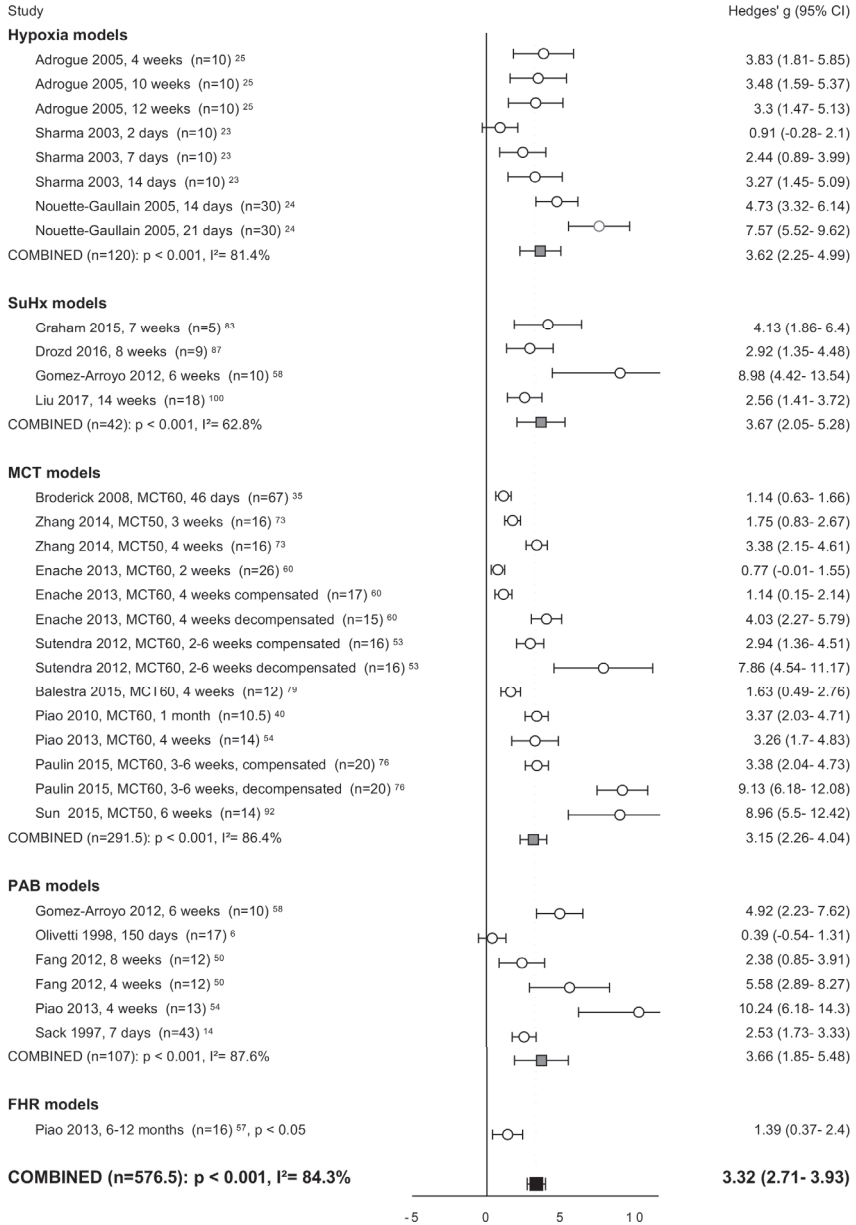 Study Hedges' g (95% CI)
Hypoxia models
Adrogue 2005, 4 weeks (n=10) 25 3.83 (1.81- 5.85)
Adrogue 2005, 10 weeks (n=10) 25 3.48 (1.59- 5.37)
Adrogue 2005, 12 weeks (n=10) 25 3.3 (1.47- 5.13)
Sharma 2003, 2 days (n=10) 23 0.91 (-0.28- 2.1)
Sharma 2003, 7 days (n=10) 23 2.44 (0.89- 3.99)
Sharma 2003, 14 days (n=10) 23 3.27 (1.45- 5.09)
Nouette-Gaullain 2005, 14 days (n=30) 24 4.73 (3.32- 6.14)
Nouette-Gaullain 2005, 21 days (n=30) 24 7.57 (5.52- 9.62)
COMBINED (n=120): p < 0.001, I²= 81.4% 3.62 (2.25- 4.99)
SuHx models
Graham 2015, 7 weeks (n=5) 83 4.13 (1.86- 6.4)
Drozd 2016, 8 weeks (n=9) 87 2.92 (1.35- 4.48)
Gomez-Arroyo 2012, 6 weeks (n=10) 58 8.98 (4.42- 13.54)
Liu 2017, 14 weeks (n=18) 100 2.56 (1.41- 3.72)
COMBINED (n=42): p < 0.001, I²= 62.8% 3.67 (2.05- 5.28)
MCT models
Broderick 2008, MCT60, 46 days (n=67) 35 1.14 (0.63- 1.66)
Zhang 2014, MCT50, 3 weeks (n=16) 73 1.75 (0.83- 2.67)
Zhang 2014, MCT50, 4 weeks (n=16) 73 3.38 (2.15- 4.61)
Enache 2013, MCT60, 2 weeks (n=26) 60 0.77 (-0.01- 1.55)
Enache 2013, MCT60, 4 weeks compensated (n=17) 60 1.14 (0.15- 2.14)
Enache 2013, MCT60, 4 weeks decompensated (n=15) 60 4.03 (2.27- 5.79)
Sutendra 2012, MCT60, 2-6 weeks compensated (n=16) 53 2.94 (1.36- 4.51)
Sutendra 2012, MCT60, 2-6 weeks decompensated (n=16) 53 7.86 (4.54- 11.17)
Balestra 2015, MCT60, 4 weeks (n=12) 79 1.63 (0.49- 2.76)
Piao 2010, MCT60, 1 month (n=10.5) 40 3.37 (2.03- 4.71)
Piao 2013, MCT60, 4 weeks (n=14) 54 3.26 (1.7- 4.83)
Paulin 2015, MCT60, 3-6 weeks, compensated (n=20) 76 3.38 (2.04- 4.73)
Paulin 2015, MCT60, 3-6 weeks, decompensated (n=20) 76 9.13 (6.18- 12.08)
Sun 2015, MCT50, 6 weeks (n=14) 92 8.96 (5.5- 12.42)
COMBINED (n=291.5): p < 0.001, I²= 86.4% 3.15 (2.26- 4.04)
PAB models
Gomez-Arroyo 2012, 6 weeks (n=10) 58 4.92 (2.23- 7.62)
Olivetti 1998, 150 days (n=17) 6 0.39 (-0.54- 1.31)
Fang 2012, 8 weeks (n=12) 50 2.38 (0.85- 3.91)
Fang 2012, 4 weeks (n=12) 50 5.58 (2.89- 8.27)
Piao 2013, 4 weeks (n=13) 54 10.24 (6.18- 14.3)
Sack 1997, 7 days (n=43) 14 2.53 (1.73- 3.33)
COMBINED (n=107): p < 0.001, I²= 87.6% 3.66 (1.85- 5.48)
FHR models
Piao 2013, 6-12 months (n=16) 57, p < 0.05 1.39 (0.37- 2.4)
COMBINED (n=576.5): p < 0.001, I²= 84.3% 3.32 (2.71- 3.93)
-5 0 5 10